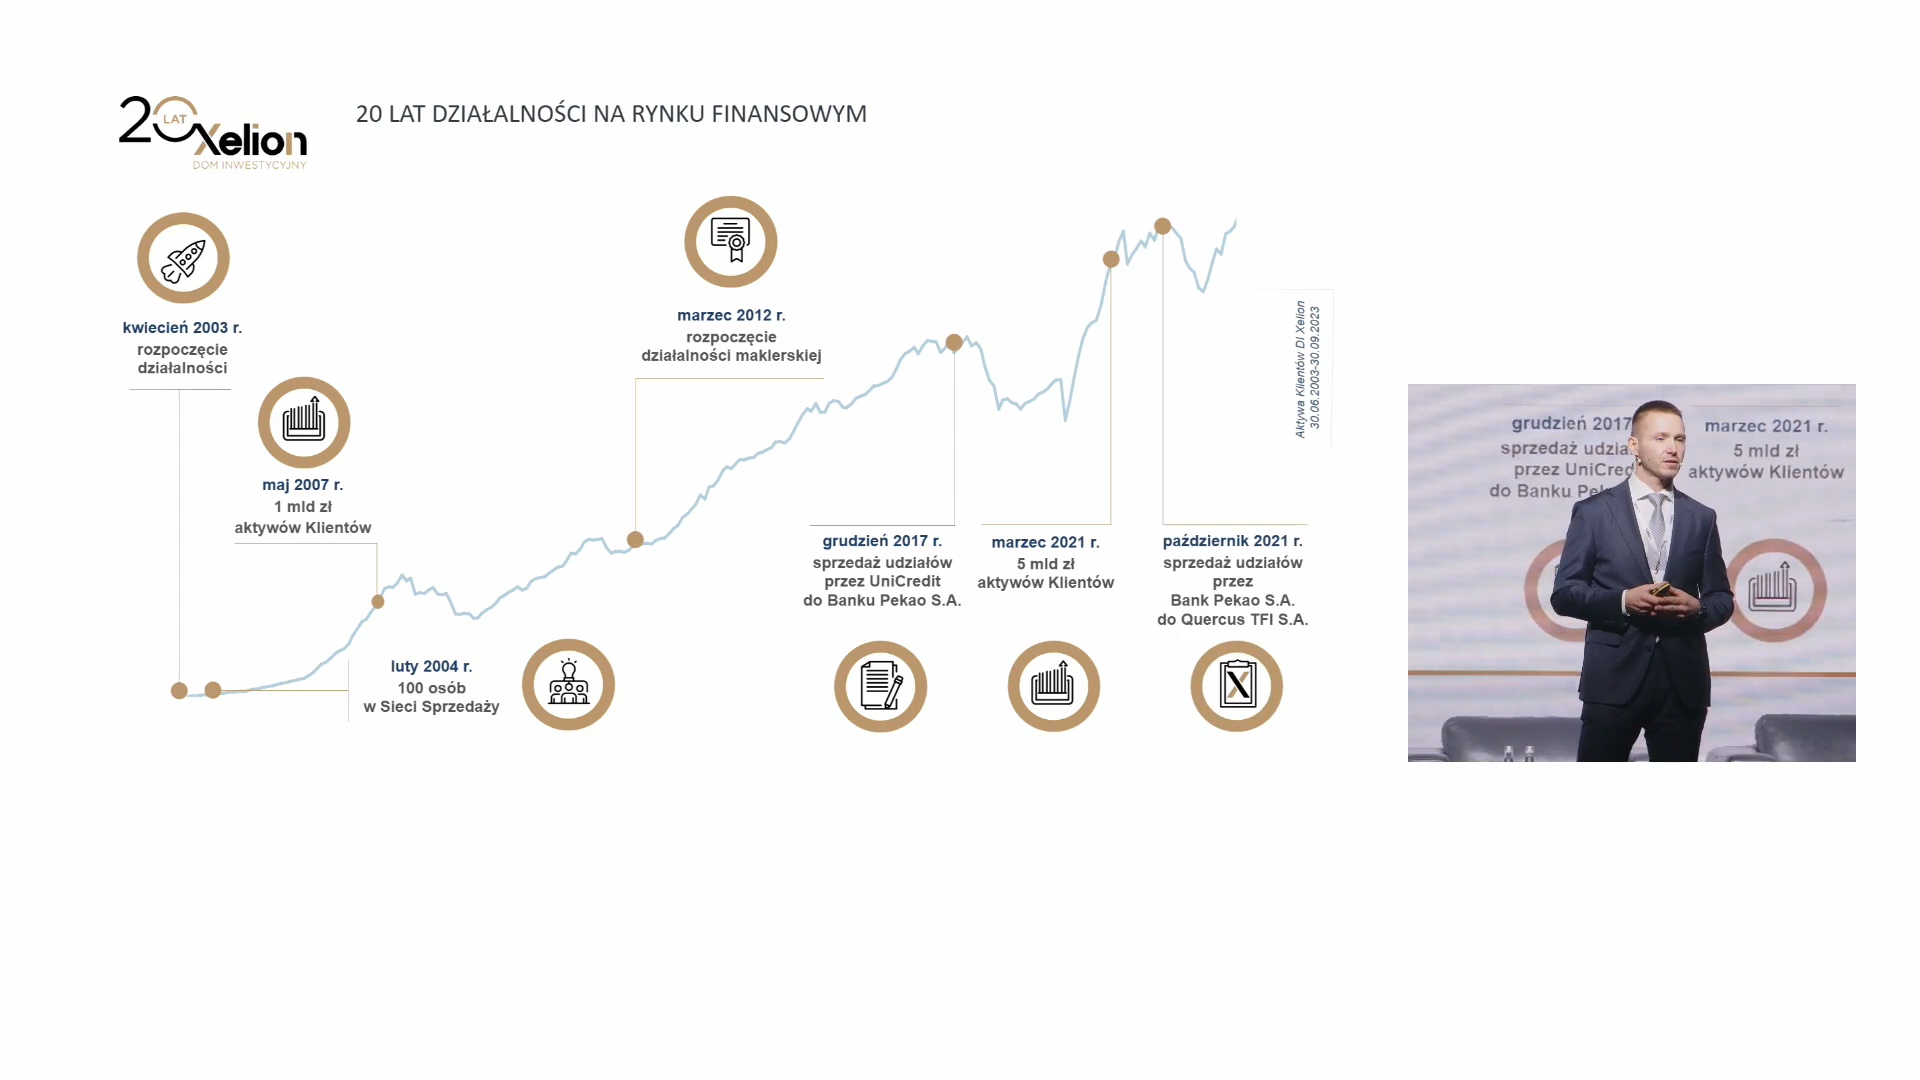 20 LAT
Xelion
DOM INWESTYCYJNY
20 LAT DZIAŁALNOŚCI NA RYNKU FINANSOWYM
kwiecień 2003 r.
rozpoczęcie
działalności
maj 2007 r.
1 mld zł
aktywów Klientów
luty 2004 r.
100 osób
w Sieci Sprzedaży
marzec 2012 r.
rozpoczęcie
działalności maklerskiej
grudzień 2017 r.
sprzedaż udziałów
przez UniCredit
do Banku Pekao S.A.
marzec 2021 r.
5 mld zł
aktywów Klientów
październik 2021 r.
sprzedaż udziałów
przez
Bank Pekao S.A.
do Quercus TFI S.A.
Aktywa Klientów DI Xelion
30.06.2003-30.09.2023
grudzień 2017
sprzedaż udzia
przez UniCred
do Banku Pe
marzec 2021 r.
5 mld zł
aktywów Klientów